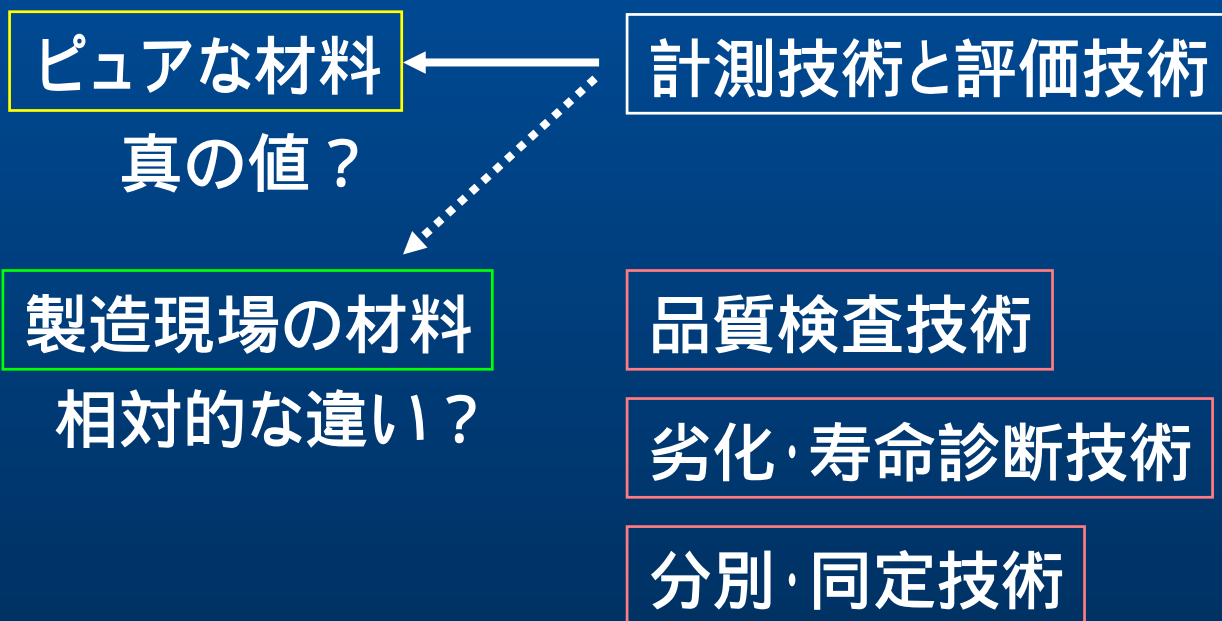 ピュアな材料
計測技術と評価技術
真の値？
製造現場の材料
品質検査技術
相対的な違い？
劣化･寿命診断技術
分別･同定技術